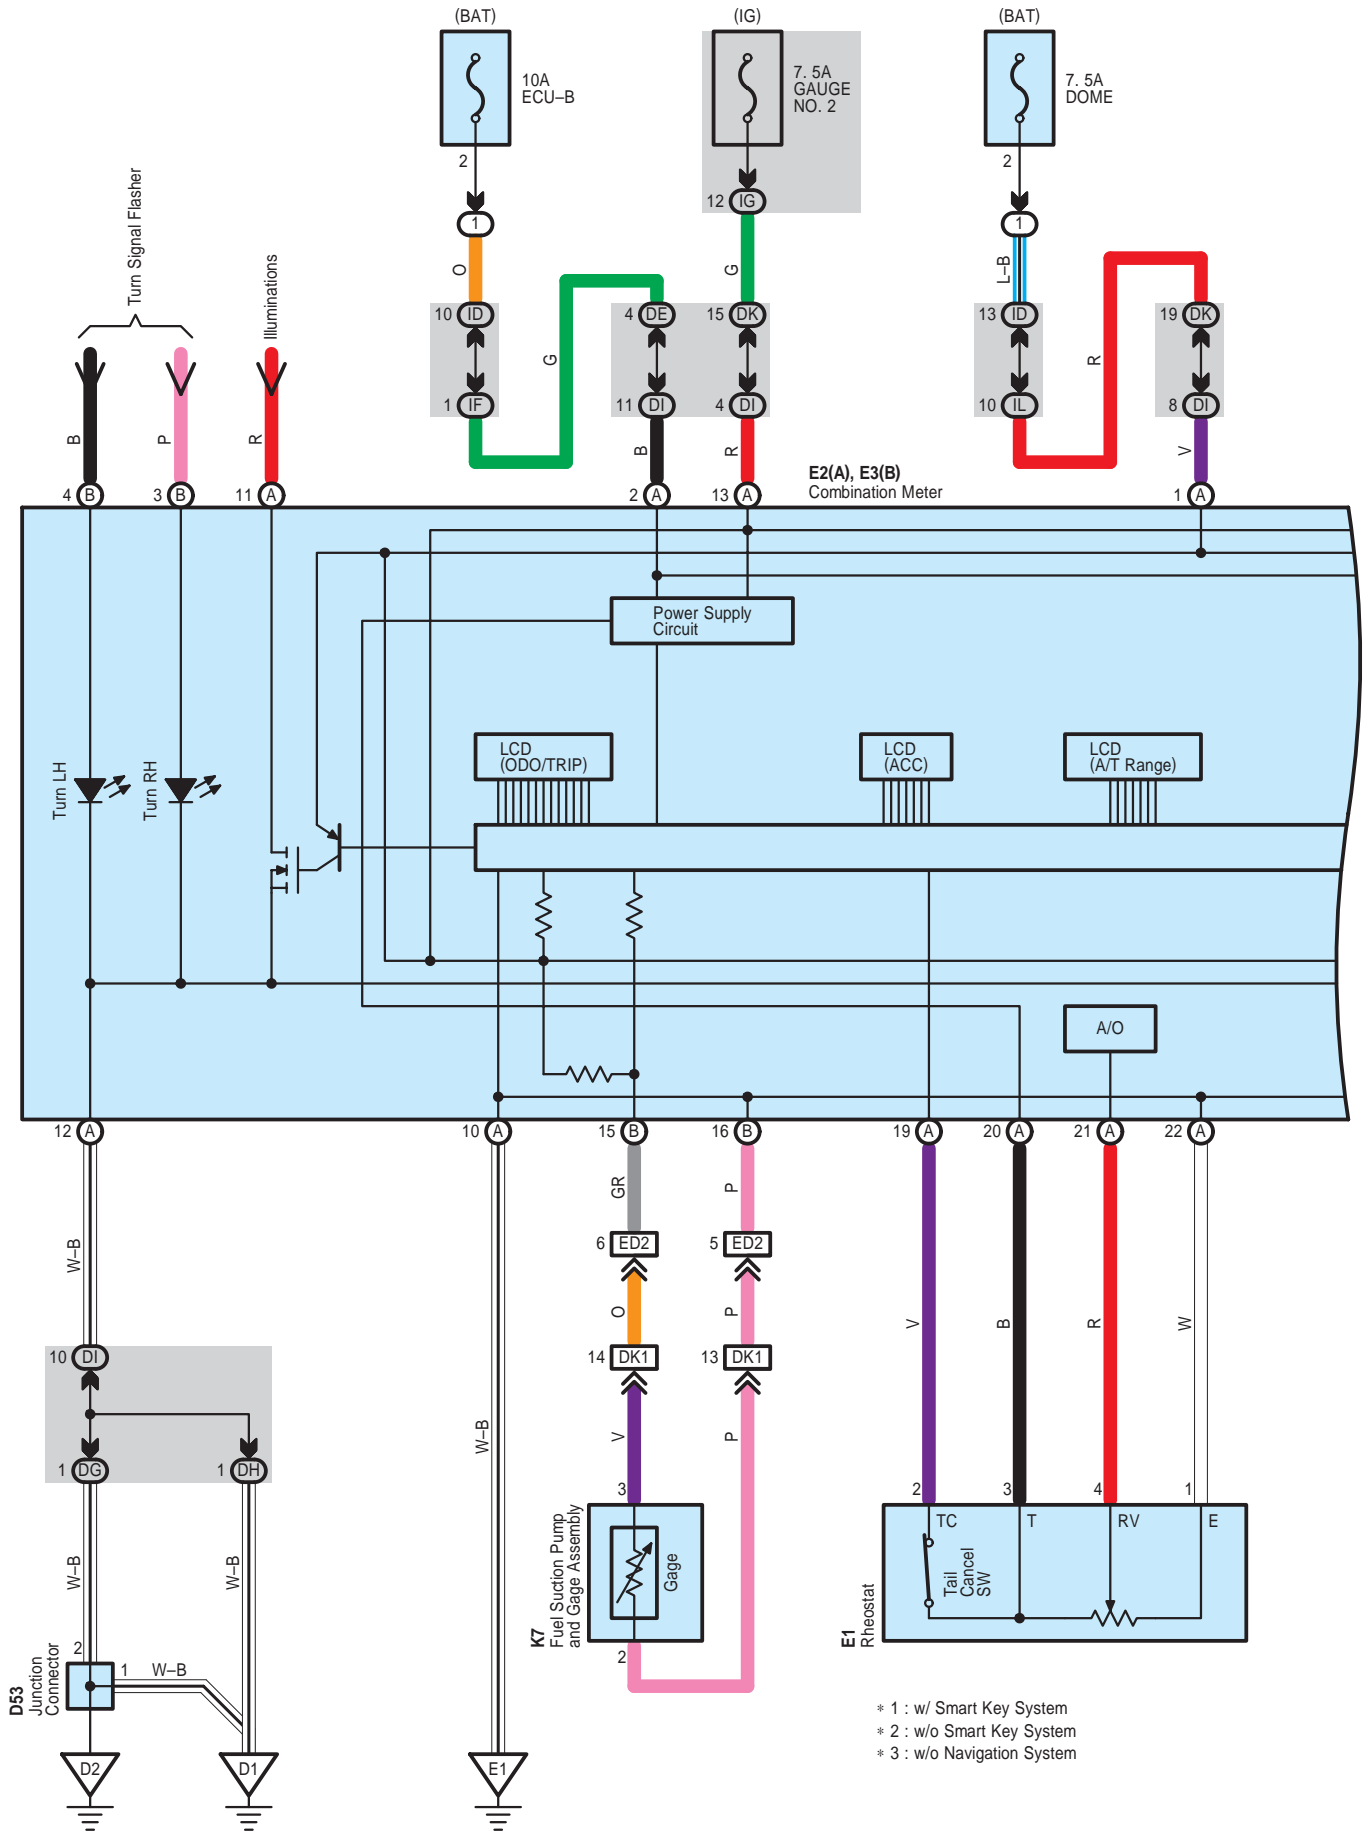 (BAT)
(IG)
(BAT)
10A
ECU–B
7. 5A
GAUGE
NO. 2
7. 5A
DOME
2
2
12 IG
1
1
Turn Signal Flasher
Illuminations
O
G
L–B
10 ID
4 DE
15 DK
13 ID
19 DK
G
R
1 IF
11 DI
4 DI
10 IL
8 DI
B
P
R
B
R
V
E2(A), E3(B)
Combination Meter
4 B
3 B
11 A
2 A
13 A
1 A
Power Supply
Circuit
LCD
(ODO/TRIP)
LCD
(ACC)
LCD
(A/T Range)
Turn LH
Turn RH
A/O
12 A
10 A
15 B
16 B
19 A
20 A
21 A
22 A
W–B
GR
P
6 ED2
5 ED2
O
P
V
B
R
W
10 DI
14 DK1
13 DK1
W–B
V
P
1 DG
1 DH
3
2
3
4
1
TC
T
RV
E
Tail
Cancel
SW
Gage
K7
Fuel Suction Pump
and Gage Assembly
E1
Rheostat
W–B
W–B
2
2
1
W–B
D53
Junction
Connector
∗ 1 : w/ Smart Key System
∗ 2 : w/o Smart Key System
∗ 3 : w/o Navigation System
D2
D1
E1